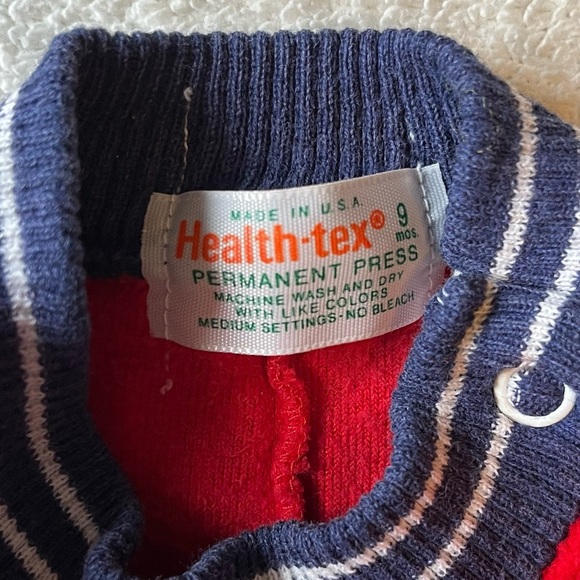 MADE IN U.S.A.
Health-tex® 9
mos.
PERMANENT PRESS
MACHINE WASH AND DRY
WITH LIKE COLORS
MEDIUM SETTINGS-NO BLEACH